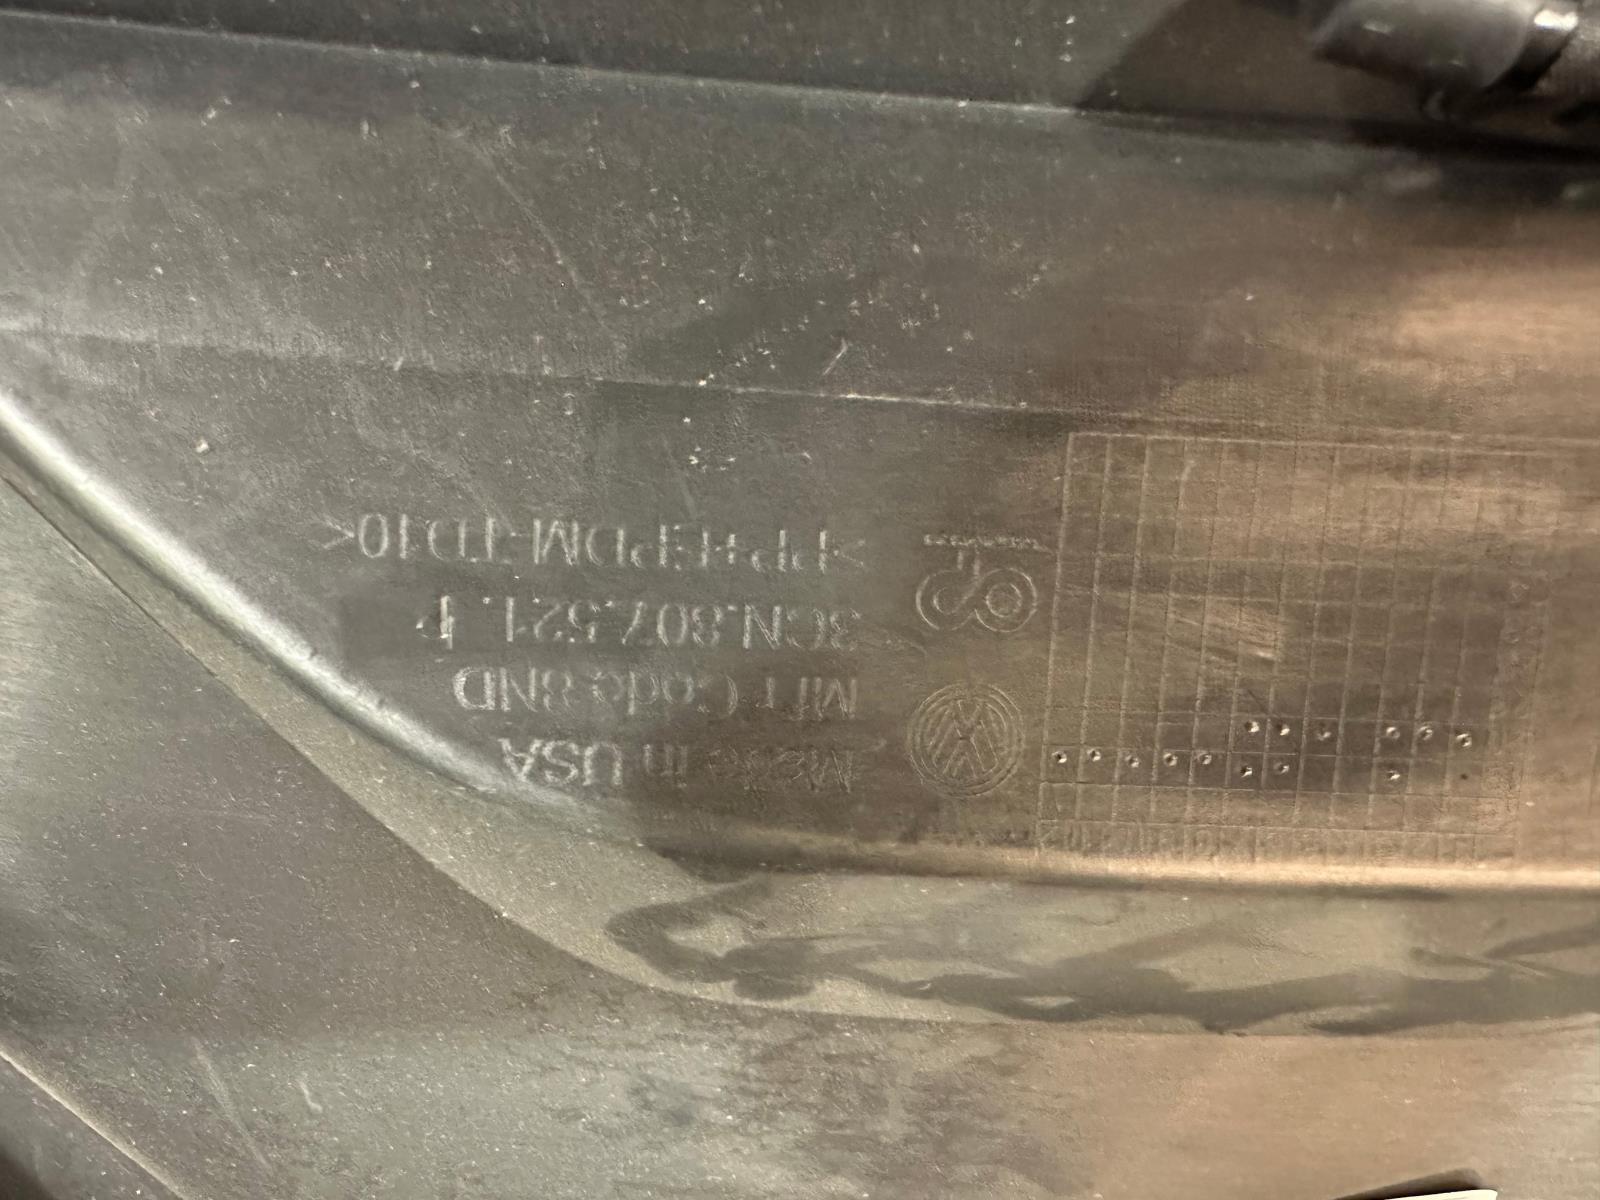 Made in USA
Mfr Code 8ND
3CN.807.521.
>PP+EPDM-TD10<